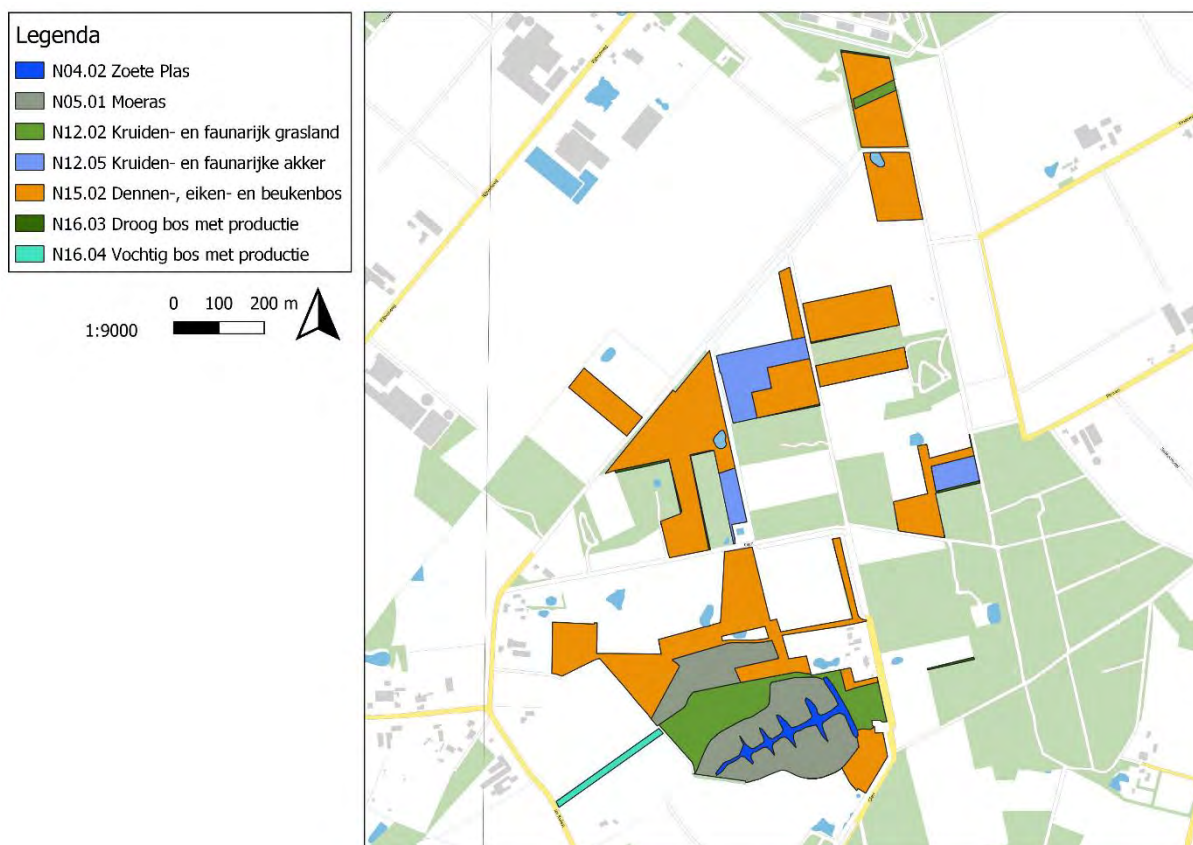 Legenda
N04.02 Zoete Plas
N05.01 Moeras
N12.02 Kruiden- en faunarijk grasland
N12.05 Kruiden- en faunarijke akker
N15.02 Dennen-, eiken- en beukenbos
N16.03 Droog bos met productie
N16.04 Vochtig bos met productie
0 100 200 m
1:9000